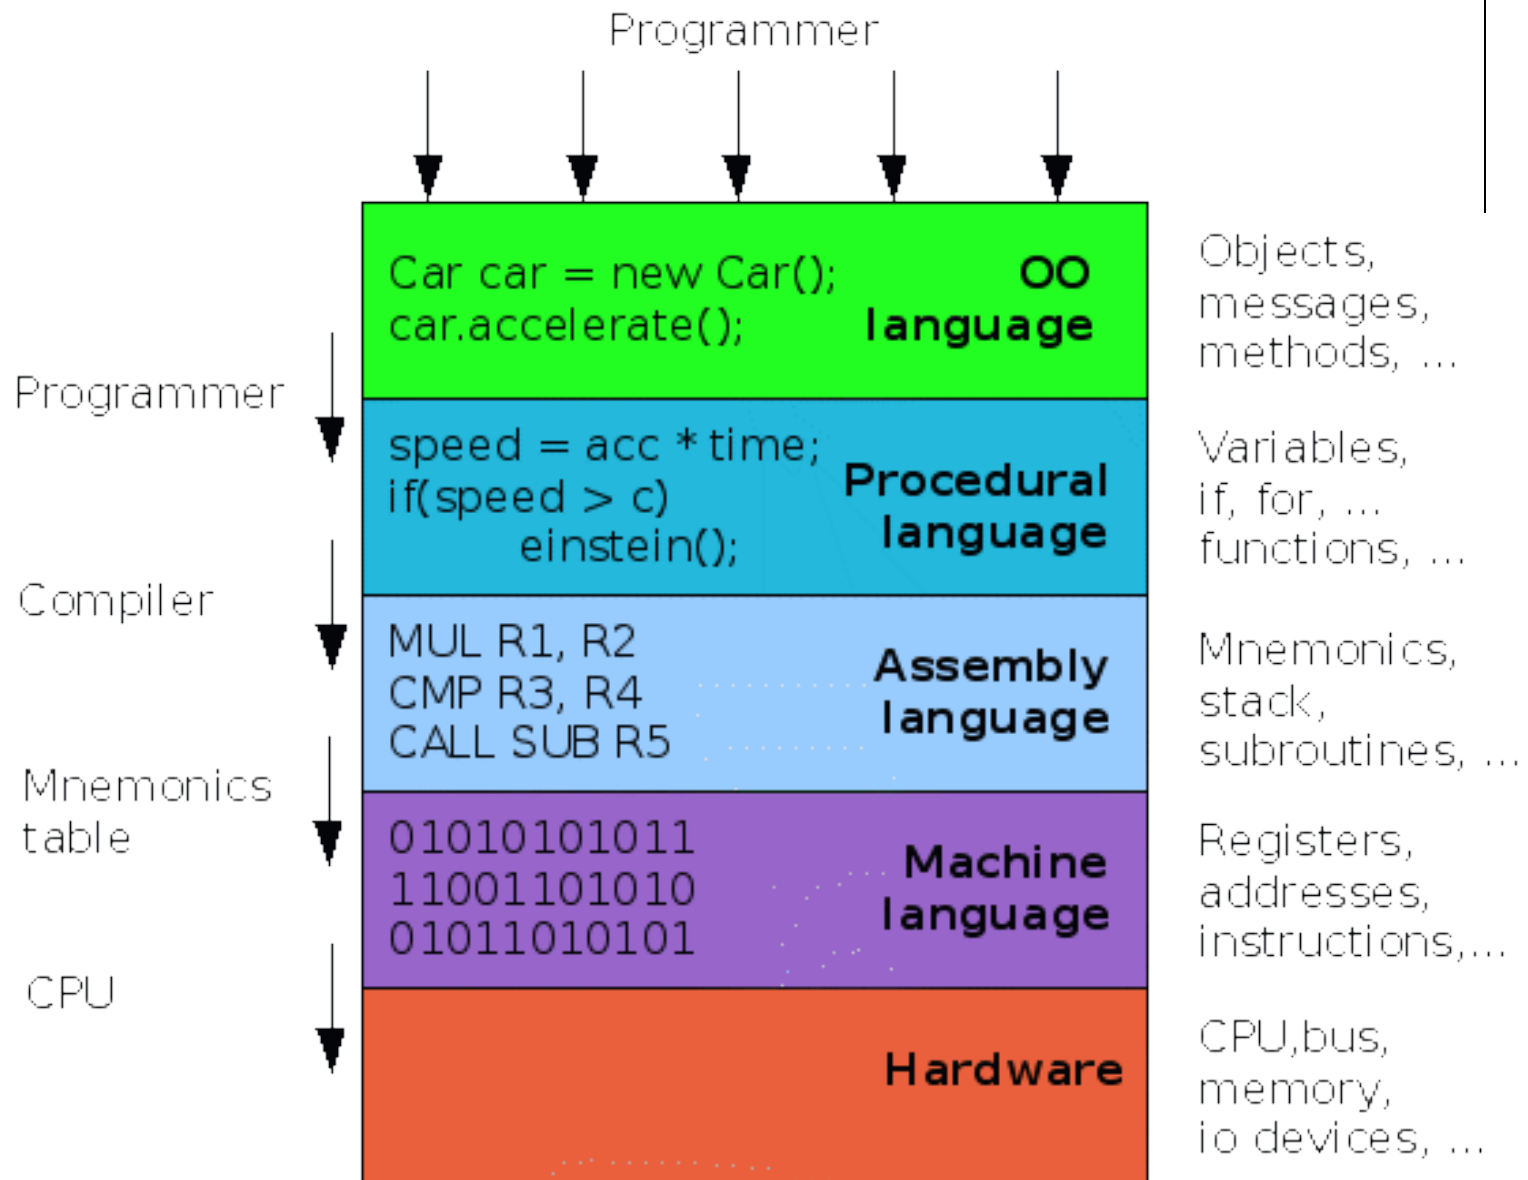 Programmer
Car car = new Car();
car.accelerate();
OO
language
Objects,
messages,
methods, ...
Programmer
speed = acc * time;
if(speed > c)
einstein();
Procedural
language
Variables,
if, for, ...
functions, ...
Compiler
MUL R1, R2
CMP R3, R4
CALL SUB R5
Assembly
language
Mnemonics,
stack,
subroutines, ...
Mnemonics
table
01010101011
11001101010
01011010101
Machine
language
Registers,
addresses,
instructions,...
CPU
Hardware
CPU,bus,
memory,
io devices, ...